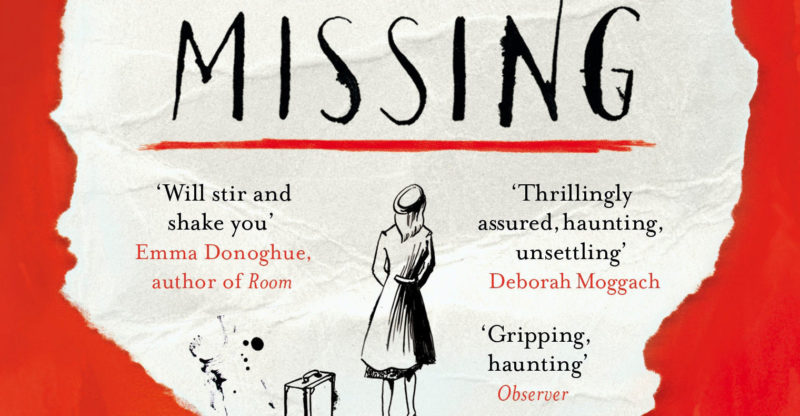 MISSING
‘Will stir and
shake you’
Emma Donoghue,
author of Room
‘Thrillingly
assured, haunting,
unsettling’
Deborah Moggach
‘Gripping,
haunting’
Observer